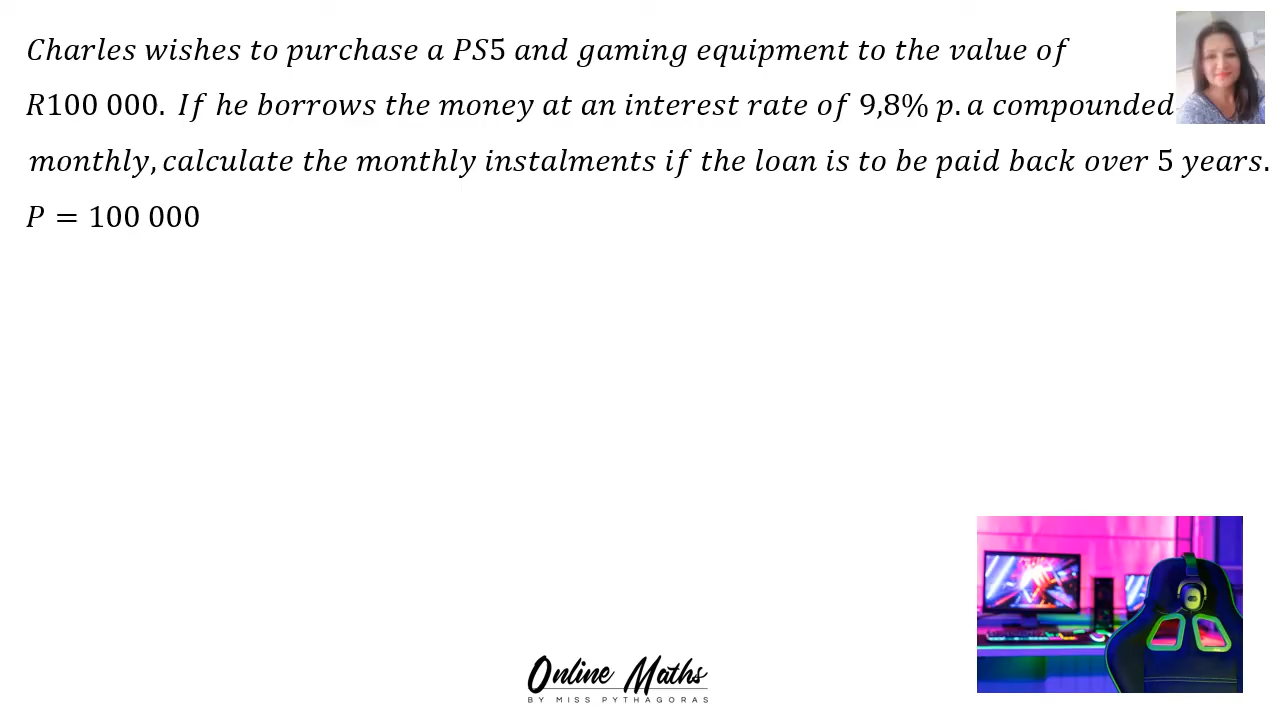 Charles wishes to purchase a PS5 and gaming equipment to the value of
R100 000. If he borrows the money at an interest rate of 9,8% p.a compounded
monthly, calculate the monthly instalments if the loan is to be paid back over 5 years.
P = 100 000
Online Maths
BY MISS PYTHAGORAS